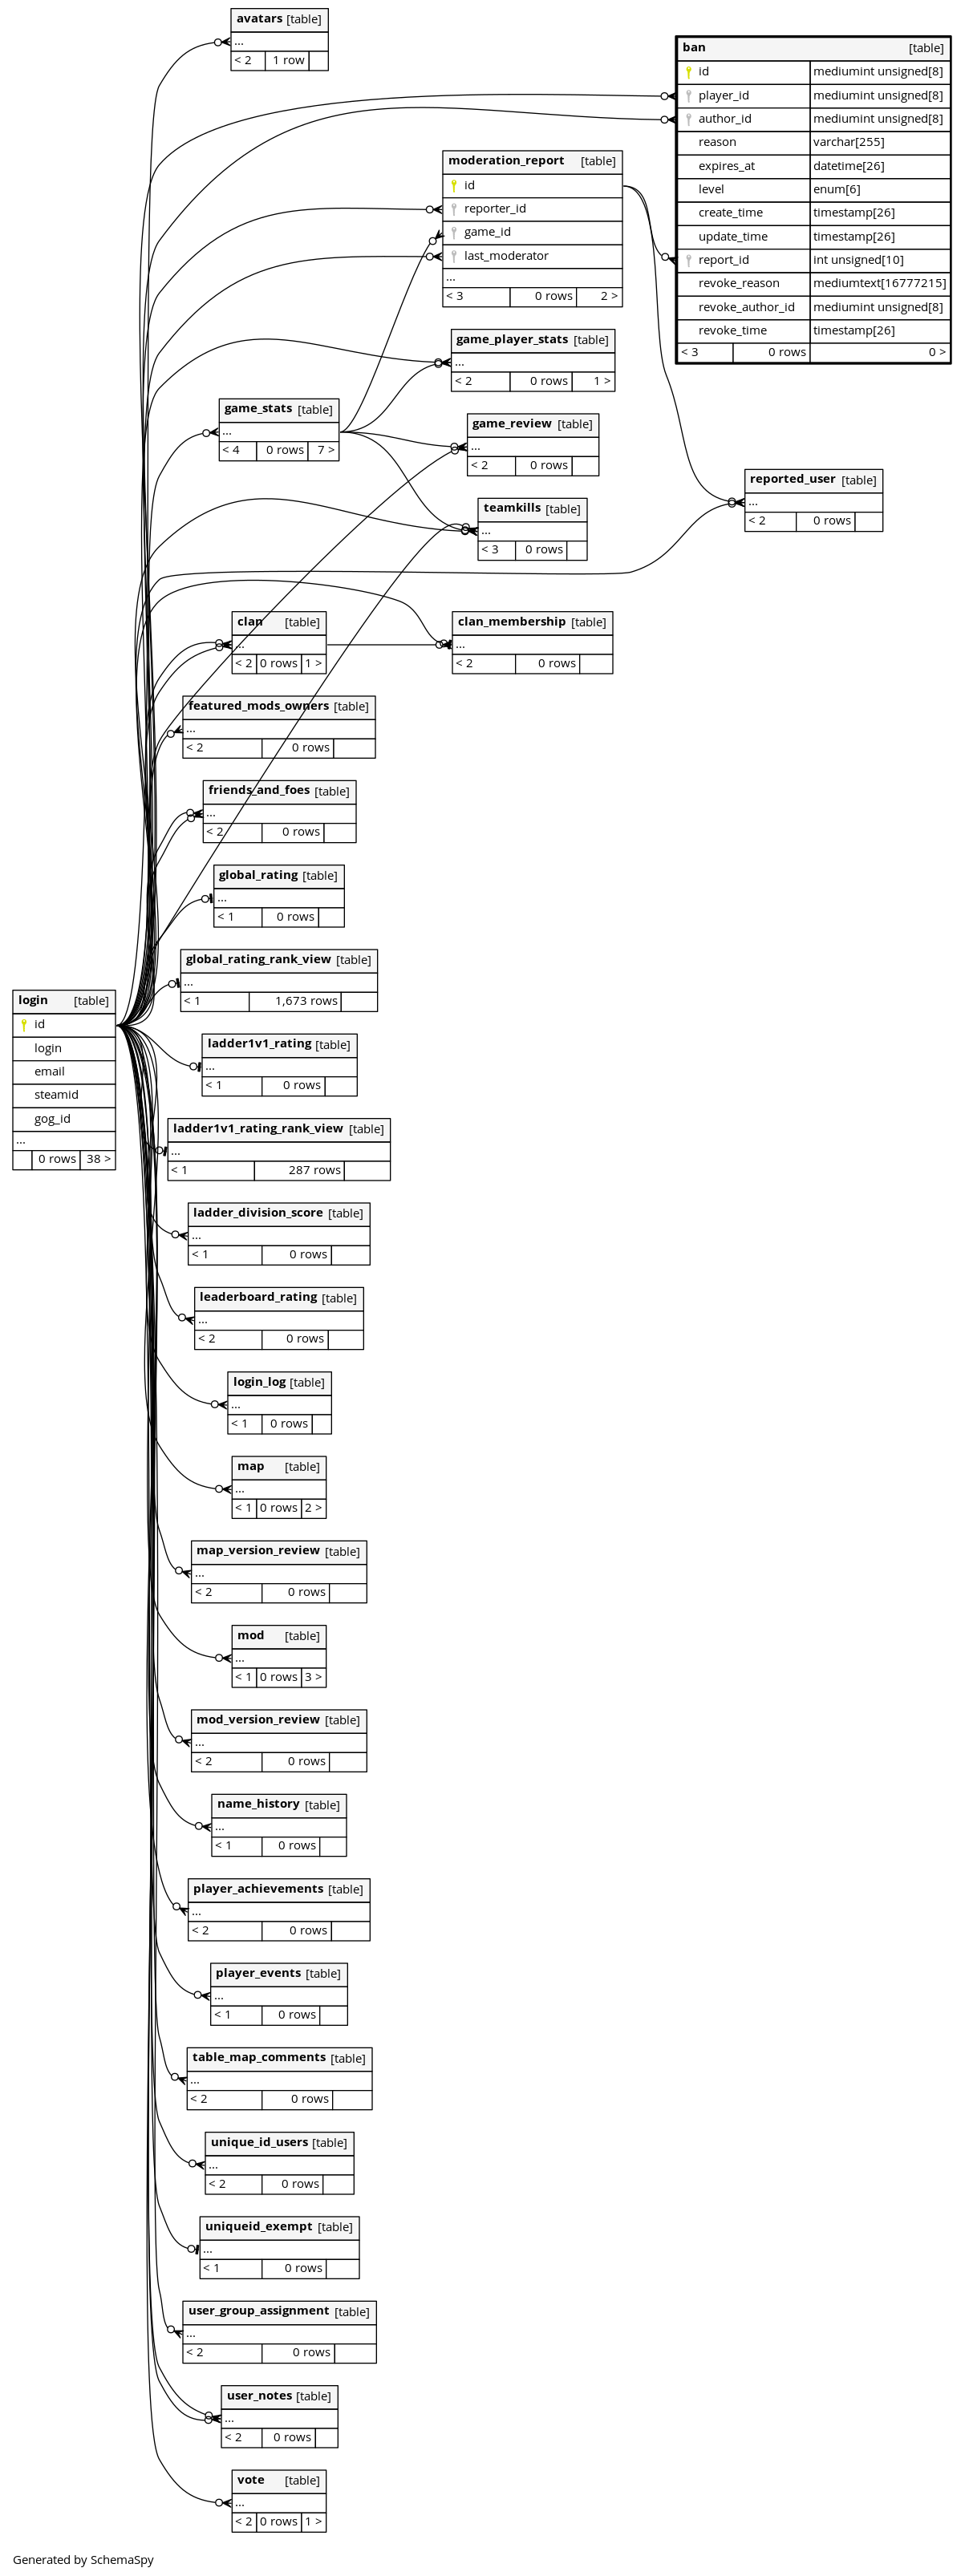 avatars [table]
...
< 2 1 row
ban [table]
id mediumint unsigned[8]
player_id mediumint unsigned[8]
author_id mediumint unsigned[8]
reason varchar[255]
expires_at datetime[26]
level enum[6]
create_time timestamp[26]
update_time timestamp[26]
report_id int unsigned[10]
revoke_reason mediumtext[16777215]
revoke_author_id mediumint unsigned[8]
revoke_time timestamp[26]
< 3 0 rows 0 >
moderation_report [table]
id
reporter_id
game_id
last_moderator
...
< 3 0 rows 2 >
game_player_stats [table]
...
< 2 0 rows 1 >
game_stats [table]
...
< 4 0 rows 7 >
game_review [table]
...
< 2 0 rows
reported_user [table]
...
< 2 0 rows
teamkills [table]
...
< 3 0 rows
clan [table]
...
< 2 0 rows 1 >
clan_membership [table]
...
< 2 0 rows
featured_mods_owners [table]
...
< 2 0 rows
friends_and_foes [table]
...
< 2 0 rows
global_rating [table]
...
< 1 0 rows
global_rating_rank_view [table]
...
< 1 1,673 rows
login [table]
id
login
email
steamid
gog_id
...
0 rows 38 >
ladder1v1_rating [table]
...
< 1 0 rows
ladder1v1_rating_rank_view [table]
...
< 1 287 rows
ladder_division_score [table]
...
< 1 0 rows
leaderboard_rating [table]
...
< 2 0 rows
login_log [table]
...
< 1 0 rows
map [table]
...
< 1 0 rows 2 >
map_version_review [table]
...
< 2 0 rows
mod [table]
...
< 1 0 rows 3 >
mod_version_review [table]
...
< 2 0 rows
name_history [table]
...
< 1 0 rows
player_achievements [table]
...
< 2 0 rows
player_events [table]
...
< 1 0 rows
table_map_comments [table]
...
< 2 0 rows
unique_id_users [table]
...
< 2 0 rows
uniqueid_exempt [table]
...
< 1 0 rows
user_group_assignment [table]
...
< 2 0 rows
user_notes [table]
...
< 2 0 rows
vote [table]
...
< 2 0 rows 1 >
Generated by SchemaSpy